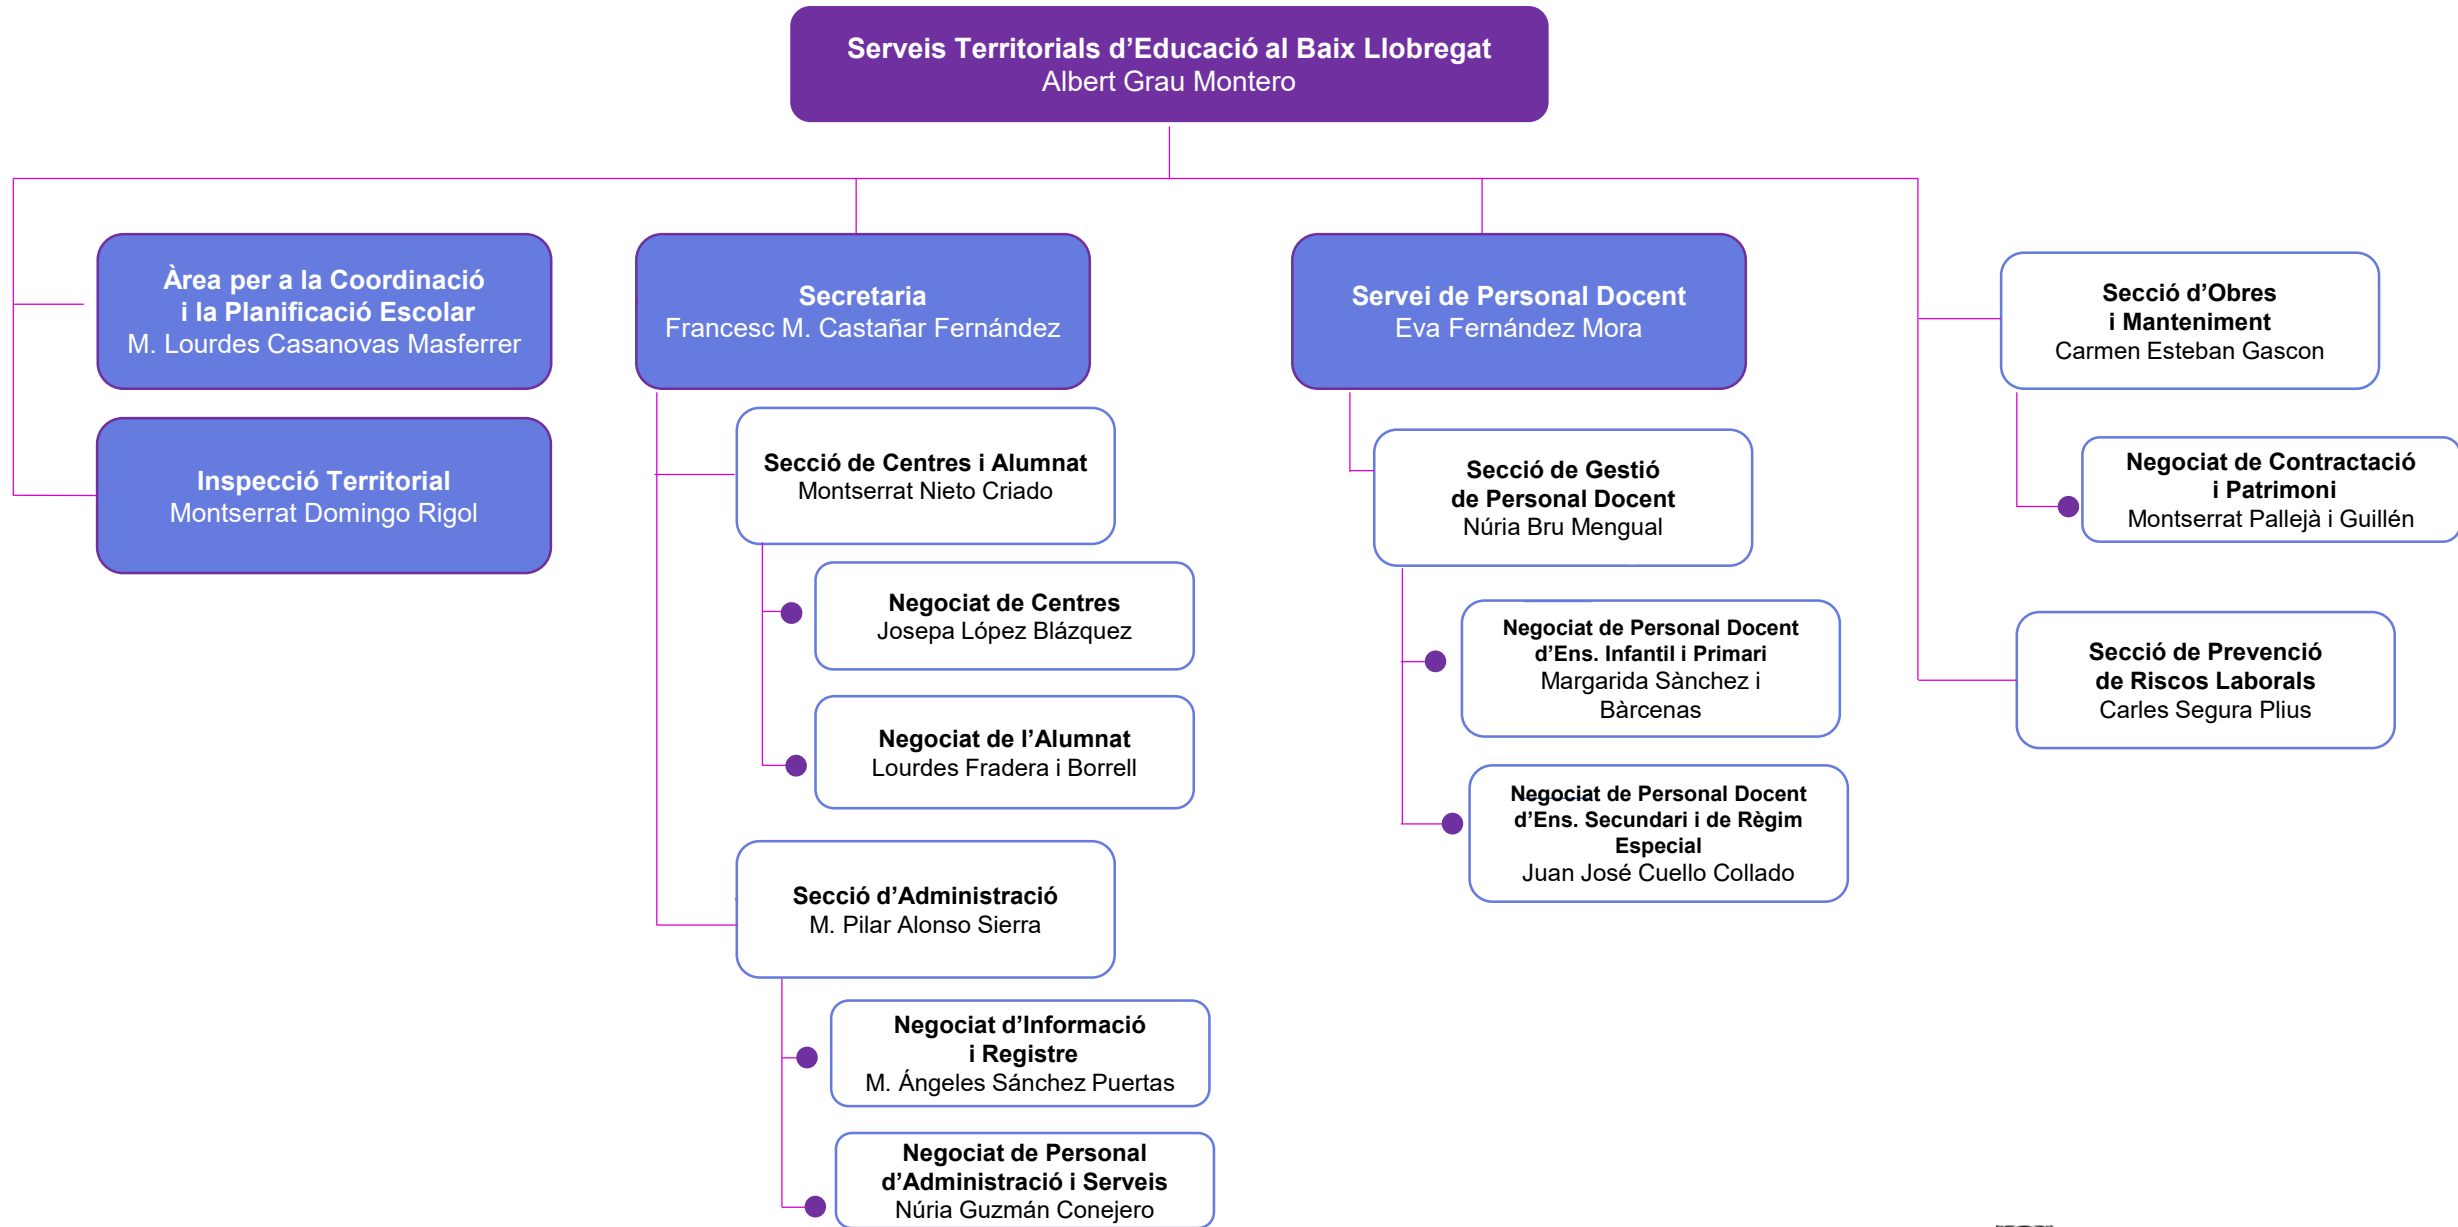 Serveis Territorials d’Educació al Baix Llobregat
Albert Grau Montero
Àrea per a la Coordinació
i la Planificació Escolar
M. Lourdes Casanovas Masferrer
Inspecció Territorial
Montserrat Domingo Rigol
Secretaria
Francesc M. Castañar Fernández
Secció de Centres i Alumnat
Montserrat Nieto Criado
Negociat de Centres
Josepa López Blázquez
Negociat de l’Alumnat
Lourdes Fradera i Borrell
Secció d’Administració
M. Pilar Alonso Sierra
Negociat d’Informació
i Registre
M. Ángeles Sánchez Puertas
Negociat de Personal
d’Administració i Serveis
Núria Guzmán Conejero
Servei de Personal Docent
Eva Fernández Mora
Secció de Gestió
de Personal Docent
Núria Bru Mengual
Negociat de Personal Docent
d’Ens. Infantil i Primari
Margarida Sànchez i
Bàrcenas
Negociat de Personal Docent
d’Ens. Secundari i de Règim
Especial
Juan José Cuello Collado
Secció d’Obres
i Manteniment
Carmen Esteban Gascon
Negociat de Contractació
i Patrimoni
Montserrat Pallejà i Guillén
Secció de Prevenció
de Riscos Laborals
Carles Segura Plius